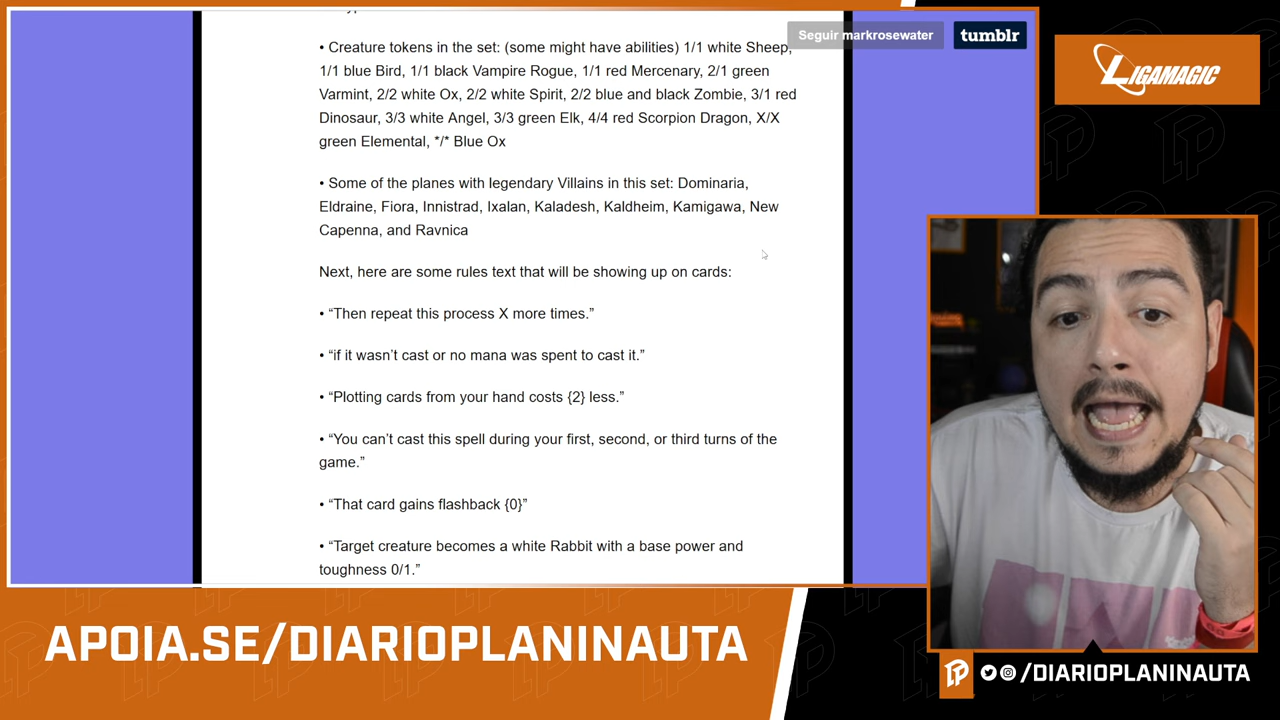 Seguir markrosewater
tumblr
• Creature tokens in the set: (some might have abilities) 1/1 white Sheep,
1/1 blue Bird, 1/1 black Vampire Rogue, 1/1 red Mercenary, 2/1 green
Varmint, 2/2 white Ox, 2/2 white Spirit, 2/2 blue and black Zombie, 3/1 red
Dinosaur, 3/3 white Angel, 3/3 green Elk, 4/4 red Scorpion Dragon, X/X
green Elemental, */* Blue Ox
• Some of the planes with legendary Villains in this set: Dominaria,
Eldraine, Fiora, Innistrad, Ixalan, Kaladesh, Kaldheim, Kamigawa, New
Capenna, and Ravnica
Next, here are some rules text that will be showing up on cards:
• “Then repeat this process X more times.”
• “if it wasn’t cast or no mana was spent to cast it.”
• “Plotting cards from your hand costs {2} less.”
• “You can’t cast this spell during your first, second, or third turns of the
game.”
• “That card gains flashback {0}”
• “Target creature becomes a white Rabbit with a base power and
toughness 0/1.”
LIGAMAGIC
APOIA.SE/DIARIOPLANINAUTA
/DIARIOPLANINAUTA